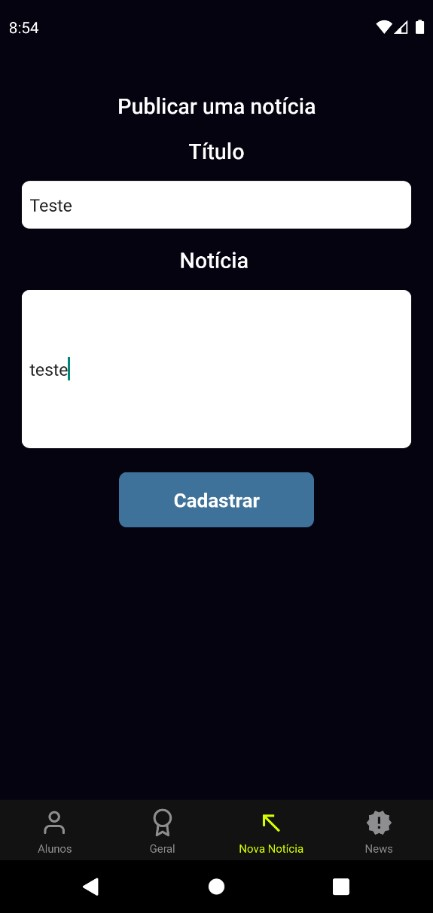 8:54
Publicar uma notícia
Título
Teste
Notícia
teste
Cadastrar
Alunos
Geral
Nova Notícia
News